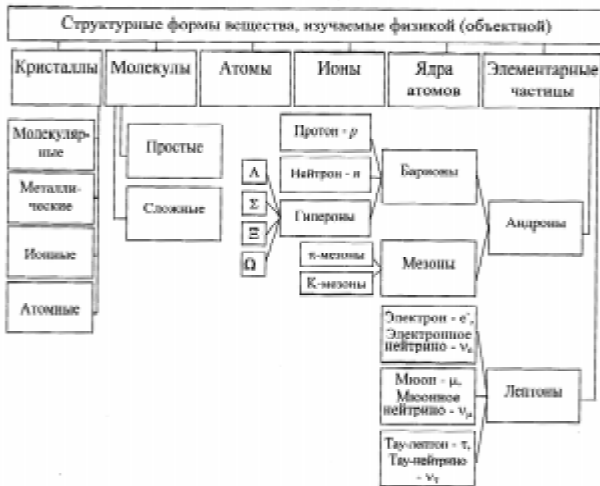 Структурные формы вещества, изучаемые физикой (объектной)
Кристаллы
Молекулы
Атомы
Ионы
Ядра
атомов
Элементарные
частицы
Молекуляр-
ные
Металли-
ческие
Ионные
Атомные
Простые
Сложные
Протон - p
Нейтрон - n
Гипероны
Λ
Σ
Ξ
Ω
π-мезоны
К-мезоны
Барионы
Мезоны
Андроны
Электрон - e⁻,
Электронное
нейтрино - νₑ
Мюон - μ,
Мюонное
нейтрино - ν_μ
Тау-лептон - τ,
Тау-нейтрино
- ν_τ
Лептоны